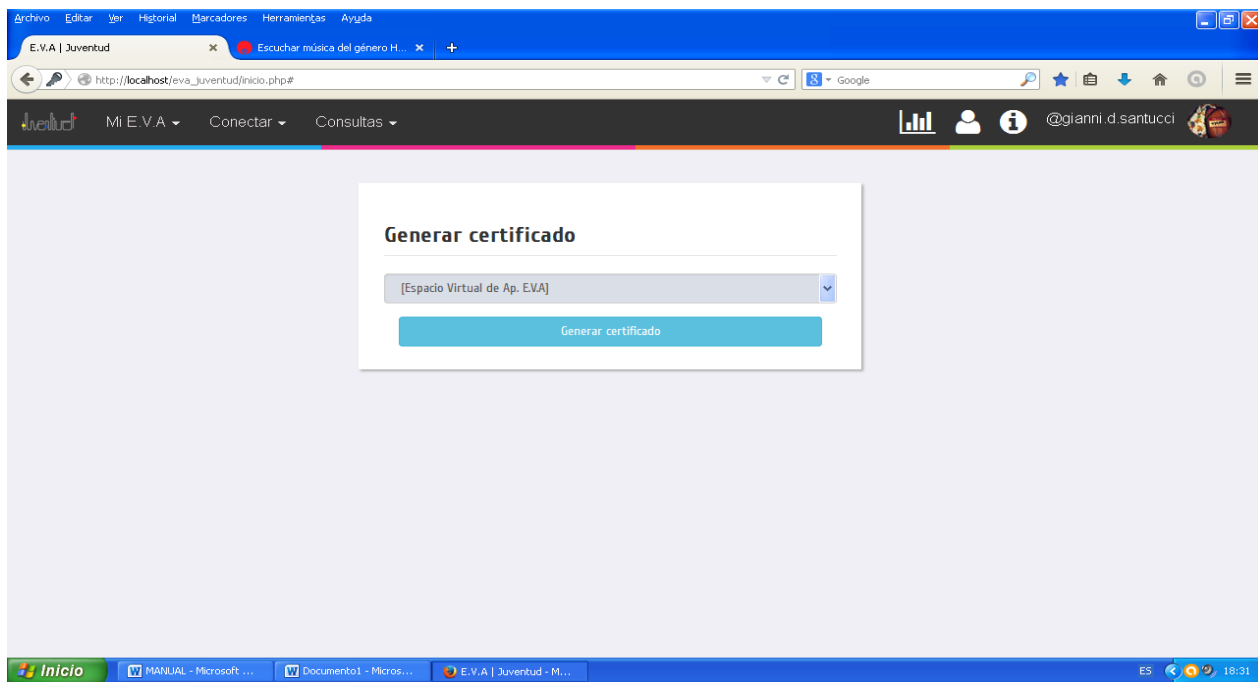 Archivo Editar Ver Historial Marcadores Herramientas Ayuda
E.V.A | Juventud
Escuchar música del género H...
http://localhost/eva_juventud/inicio.php#
Google
Juventud Mi E.V.A Conectar Consultas @gianni.d.santucci
Generar certificado
[Espacio Virtual de Ap. E.V.A]
Generar certificado
Inicio MANUAL - Microsoft ... Documento1 - Micros... E.V.A | Juventud - M... ES 18:31